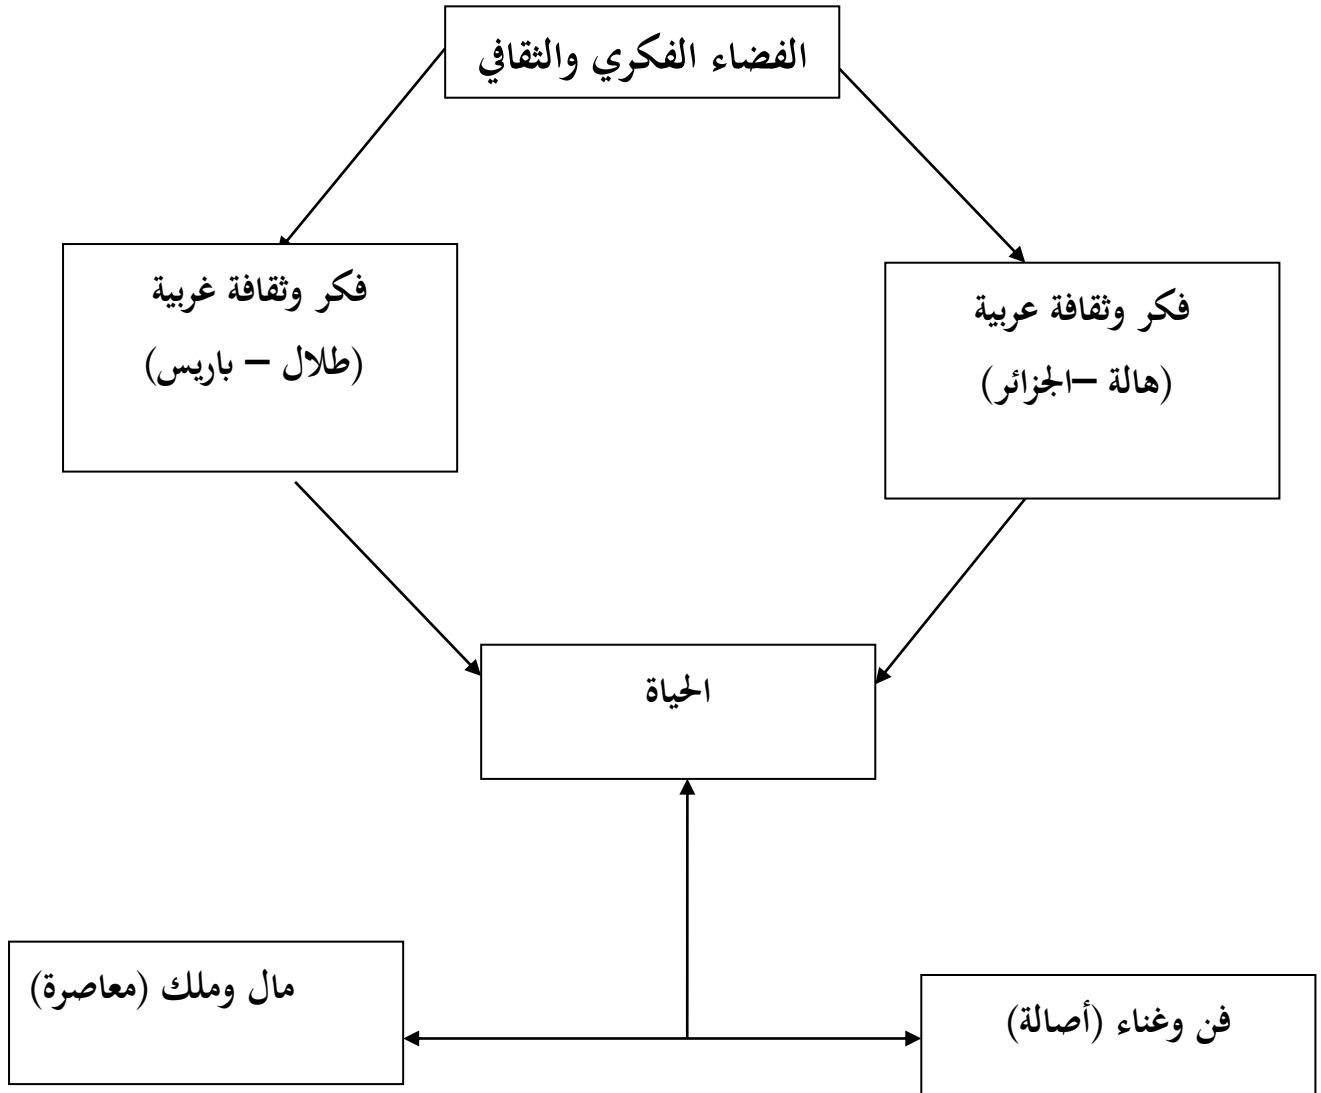 الفضاء الفكري والثقافي
فكر وثقافة عربية
(هالة –الجزائر)
فكر وثقافة غربية
(طلال – باريس)
الحياة
فن وغناء (أصالة)
مال وملك (معاصرة)